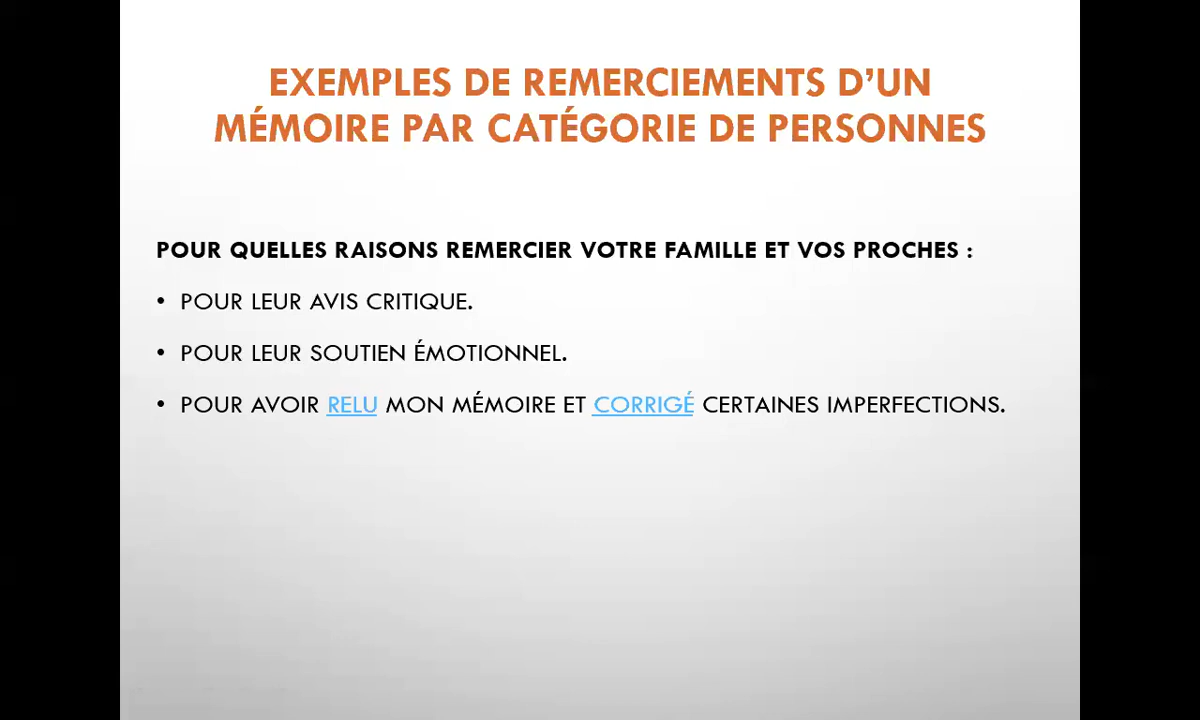 EXEMPLES DE REMERCIEMENTS D’UN
MÉMOIRE PAR CATÉGORIE DE PERSONNES
POUR QUELLES RAISONS REMERCIER VOTRE FAMILLE ET VOS PROCHES :
• POUR LEUR AVIS CRITIQUE.
• POUR LEUR SOUTIEN ÉMOTIONNEL.
• POUR AVOIR RELU MON MÉMOIRE ET CORRIGÉ CERTAINES IMPERFECTIONS.